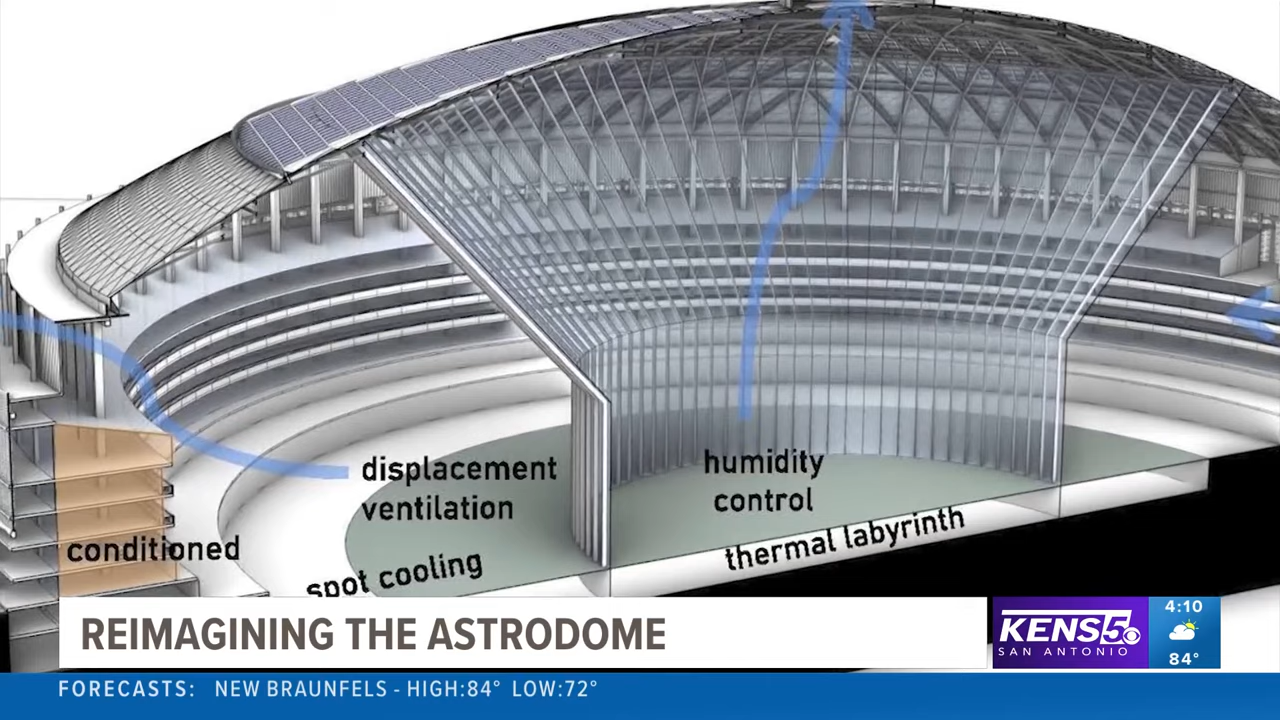 displacement
ventilation
humidity
control
thermal labyrinth
conditioned
spot cooling
REIMAGINING THE ASTRODOME
KENS5
SAN ANTONIO
4:10
84°
FORECASTS: NEW BRAUNFELS - HIGH:84° LOW:72°